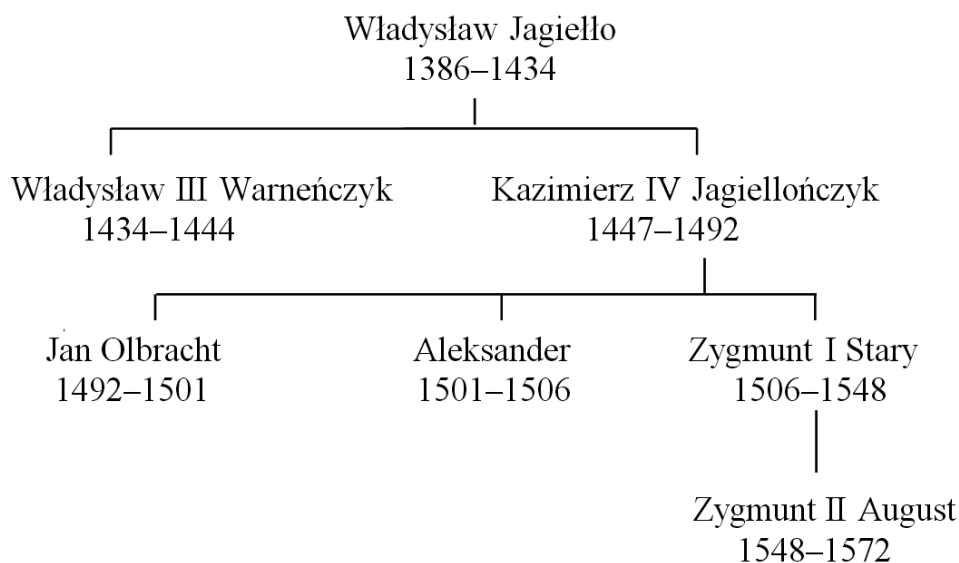 Władysław Jagiełło
1386–1434
Władysław III Warneńczyk
1434–1444
Kazimierz IV Jagiellończyk
1447–1492
Jan Olbracht
1492–1501
Aleksander
1501–1506
Zygmunt I Stary
1506–1548
Zygmunt II August
1548–1572